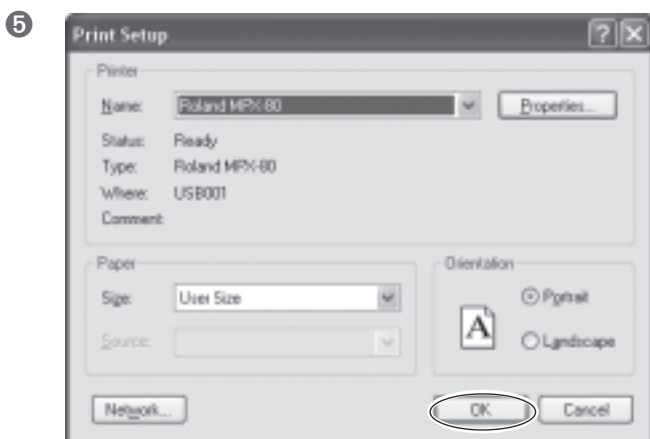 5
Print Setup
Printer
Name: Roland MPX-80 Properties...
Status: Ready
Type: Roland MPX-80
Where: USB001
Comment:
Paper
Size: User Size
Source:
Orientation
A
Portrait
Landscape
Network...
OK Cancel